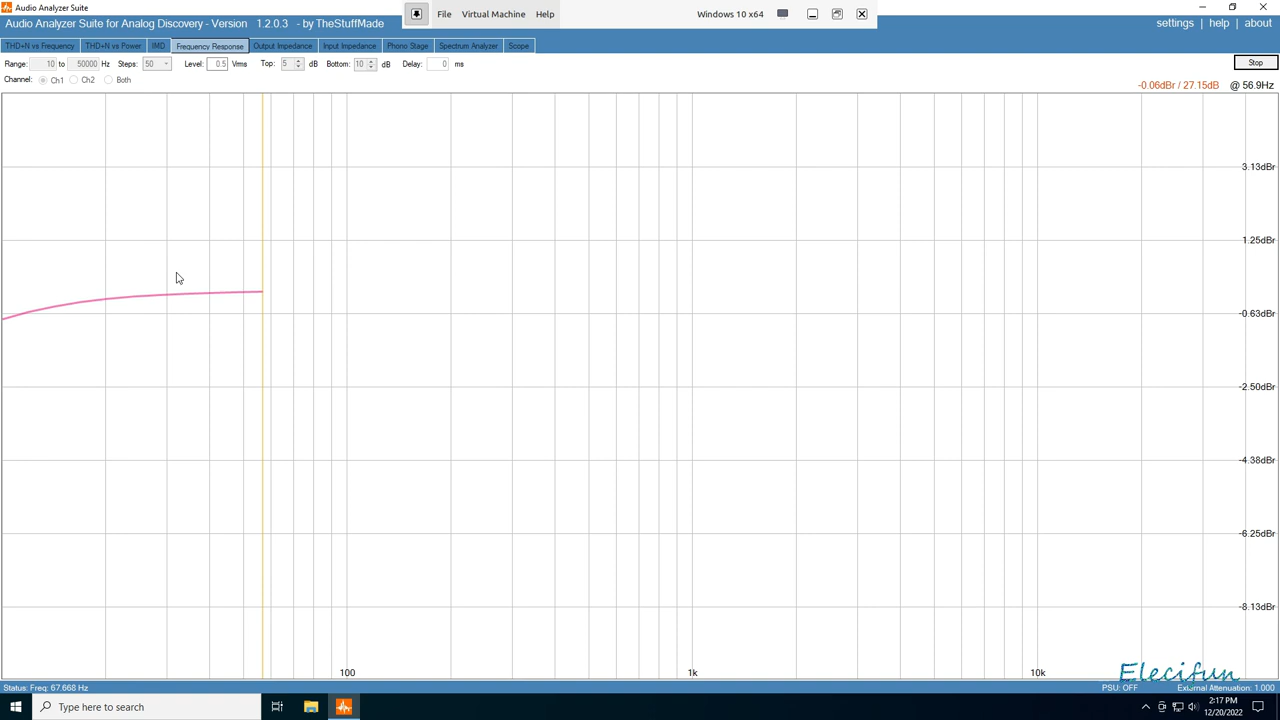 Audio Analyzer Suite
File Virtual Machine Help Windows 10 x64
Audio Analyzer Suite for Analog Discovery - Version 1.2.0.3 - by TheStuffMade
settings | help | about
THD+N vs Frequency THD+N vs Power IMD Frequency Response Output Impedance Input Impedance Phono Stage Spectrum Analyzer Scope
Range: 10 to 50000 Hz Steps: 50 Level: 0.5 Vrms Top: 5 dB Bottom: 10 dB Delay: 0 ms Stop
Channel: Ch1 Ch2 Both
-0.06dBr / 27.15dB @ 56.9Hz
3.13dBr
1.25dBr
-0.63dBr
-2.50dBr
-4.38dBr
-6.25dBr
-8.13dBr
100 1k 10k
Elecifun
Status: Freq: 67.668 Hz PSU: OFF External Attenuation: 1.000
Type here to search
2:17 PM
12/20/2022